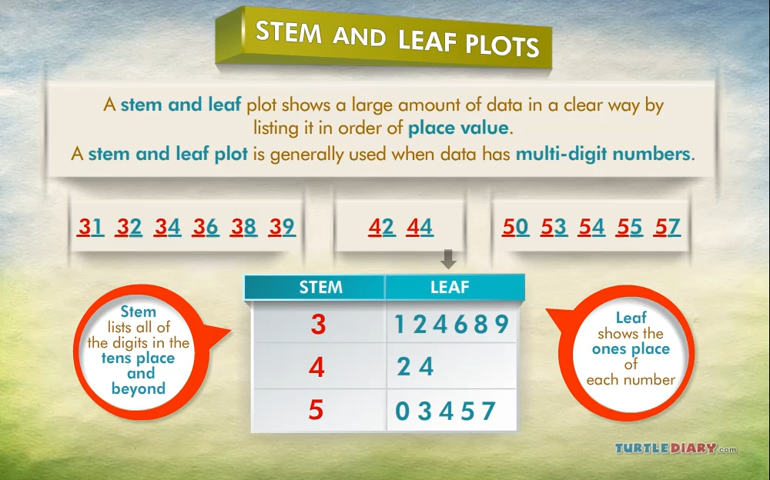 STEM AND LEAF PLOTS
A stem and leaf plot shows a large amount of data in a clear way by
listing it in order of place value.
A stem and leaf plot is generally used when data has multi-digit numbers.
31 32 34 36 38 39
42 44
50 53 54 55 57
STEM LEAF
3 1 2 4 6 8 9
4 2 4
5 0 3 4 5 7
Stem
lists all of
the digits in the
tens place
and
beyond
Leaf
shows the
ones place
of
each number
TURTLEDIARY.com